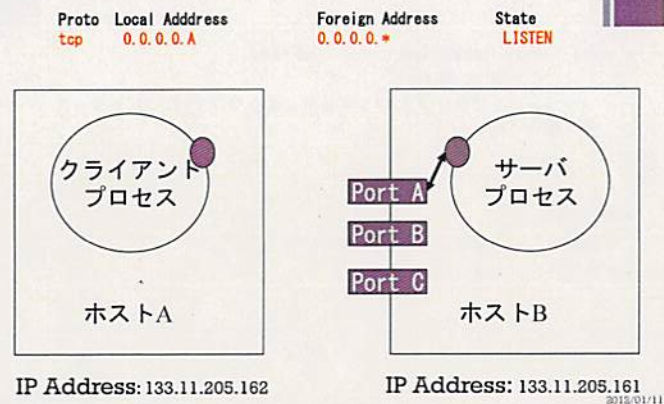 Proto Local Adddress Foreign Address State
tcp 0.0.0.0.A 0.0.0.0.* LISTEN
クライアント
プロセス
ホストA
Port A
Port B
Port C
サーバ
プロセス
ホストB
IP Address: 133.11.205.162
IP Address: 133.11.205.161
2012/01/11